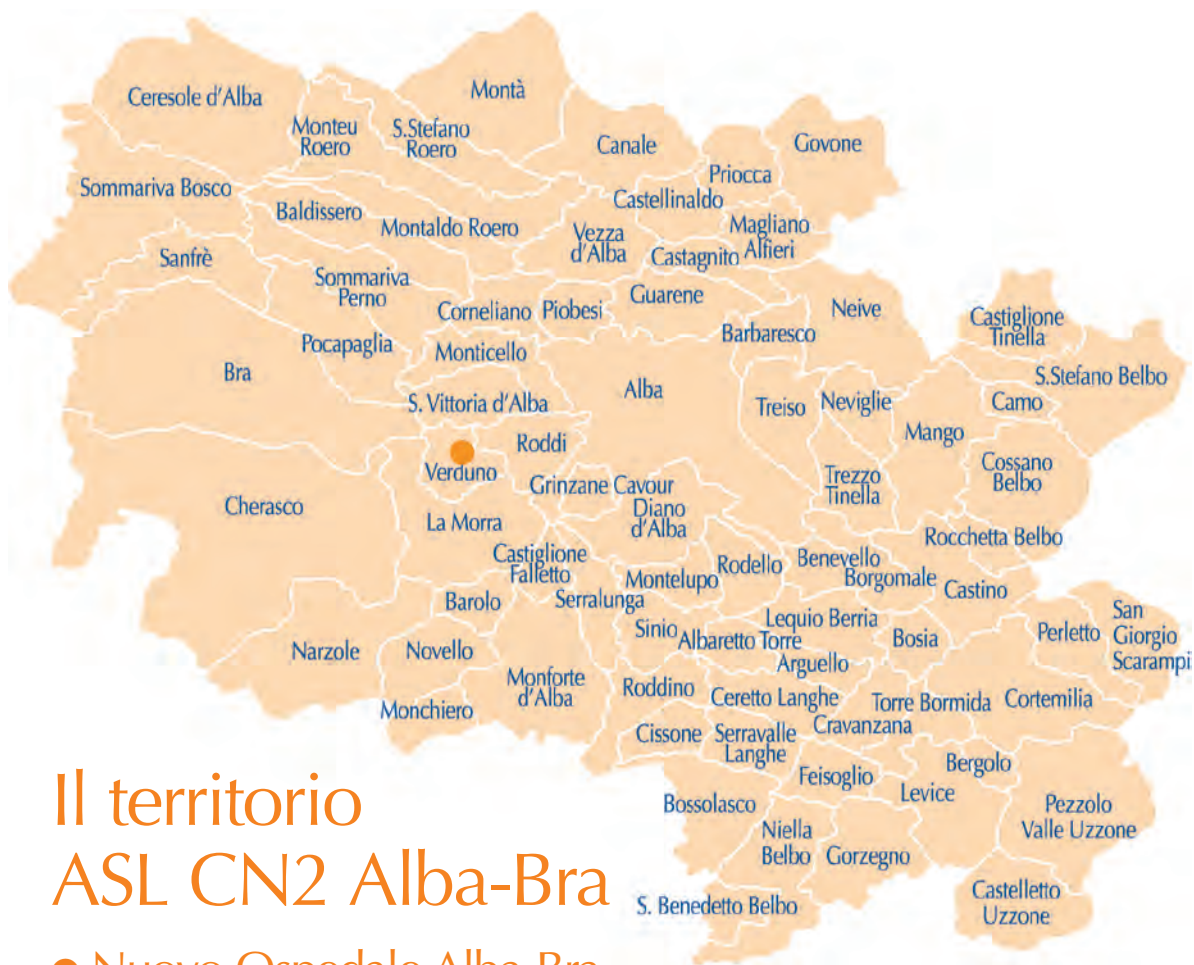 Montà
Ceresole d'Alba
Monteu
Roero
S.Stefano
Roero
Canale
Govone
Priocca
Sommariva Bosco
Castellinaldo
Baldissero
Montaldo Roero
Vezza
d'Alba
Magliano
Alfieri
Castagnito
Sanfrè
Sommariva
Perno
Corneliano
Piobesi
Guarene
Neive
Barbaresco
Castiglione
Tinella
Pocapaglia
Monticello
Bra
Alba
S.Stefano Belbo
S. Vittoria d'Alba
Treiso
Neviglie
Camo
Mango
Roddi
Verduno
Grinzane Cavour
Trezzo
Tinella
Cossano
Belbo
Cherasco
La Morra
Diano
d'Alba
Rocchetta Belbo
Castiglione
Falletto
Montelupo
Rodello
Benevello
Borgomale
Castino
Barolo
Serralunga
Lequio Berria
San
Giorgio
Scarampi
Sinio
Albaretto Torre
Bosia
Perletto
Narzole
Novello
Arguello
Monforte
d'Alba
Roddino
Ceretto Langhe
Torre Bormida
Cortemilia
Monchiero
Cissone
Serravalle
Langhe
Cravanzana
Feisoglio
Bergolo
Levice
Bossolasco
Pezzolo
Valle Uzzone
Niella
Belbo
Gorzegno
S. Benedetto Belbo
Castelletto
Uzzone
Il territorio
ASL CN2 Alba-Bra
Nuovo Ospedale Alba-Bra